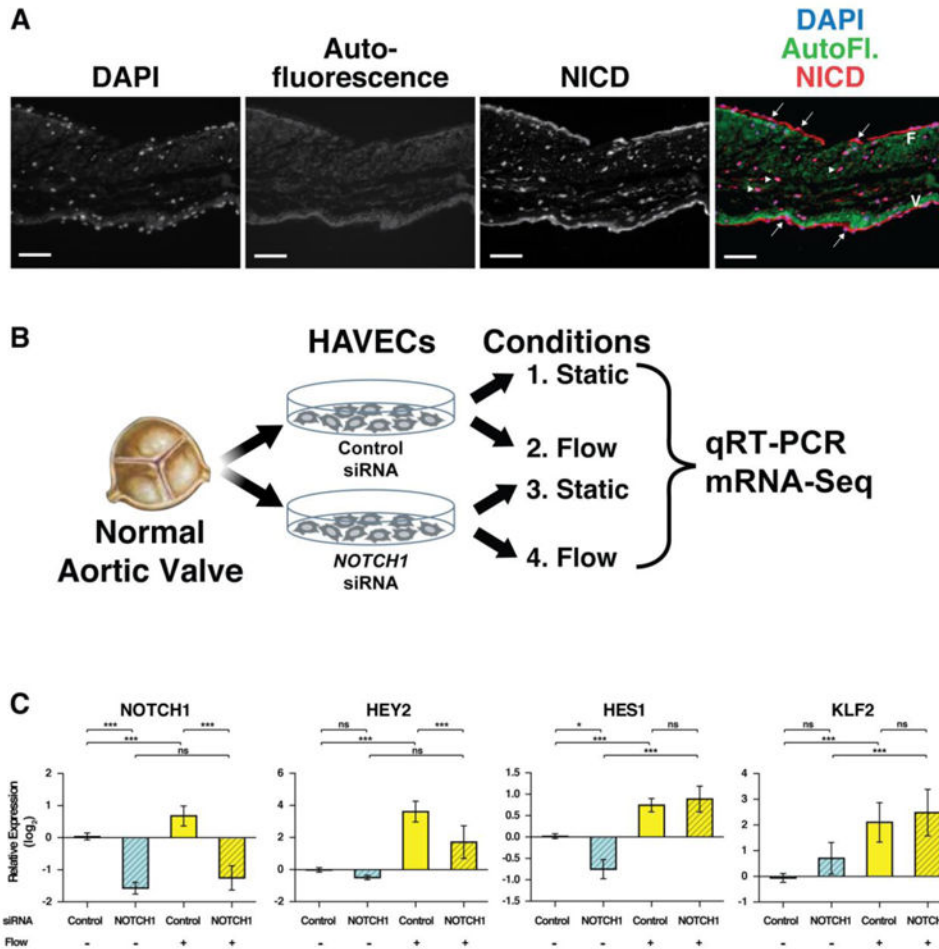 A
DAPI
Auto-
fluorescence
NICD
DAPI
AutoFl.
NICD
F
V
B
Normal
Aortic Valve
HAVECs
Control
siRNA
NOTCH1
siRNA
Conditions
1. Static
2. Flow
3. Static
4. Flow
qRT-PCR
mRNA-Seq
C
NOTCH1
*** ***
***
ns
Relative Expression
(log2)
2
1
0
-1
-2
siRNA Control NOTCH1 Control NOTCH1
Flow - - + +
HEY2
ns ***
***
ns
6
4
2
0
-2
Control NOTCH1 Control NOTCH1
- - + +
HES1
* ns
***
***
1.5
1.0
0.5
0.0
-0.5
-1.0
-1.5
Control NOTCH1 Control NOTCH1
- - + +
KLF2
ns ns
***
***
4
3
2
1
0
-1
Control NOTCH1 Control NOTCH1
- - + +